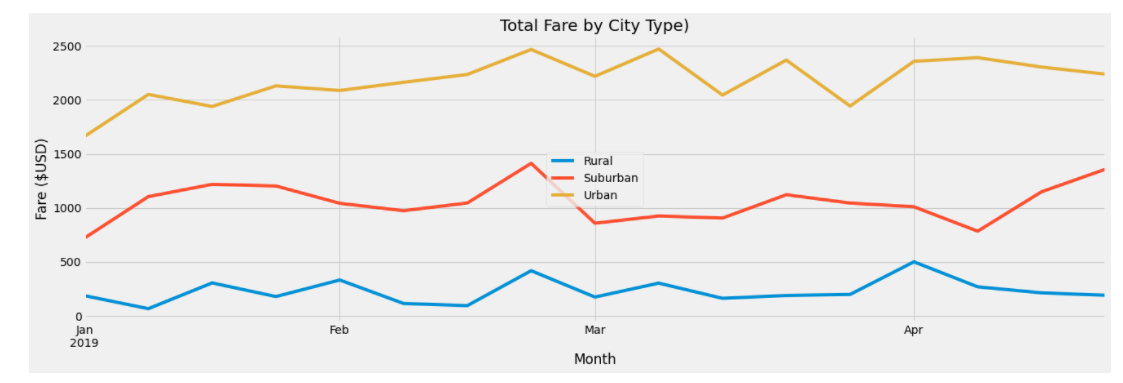 Total Fare by City Type)
Fare ($USD)
2500
2000
1500
1000
500
0
Rural
Suburban
Urban
Jan
2019
Feb
Mar
Apr
Month